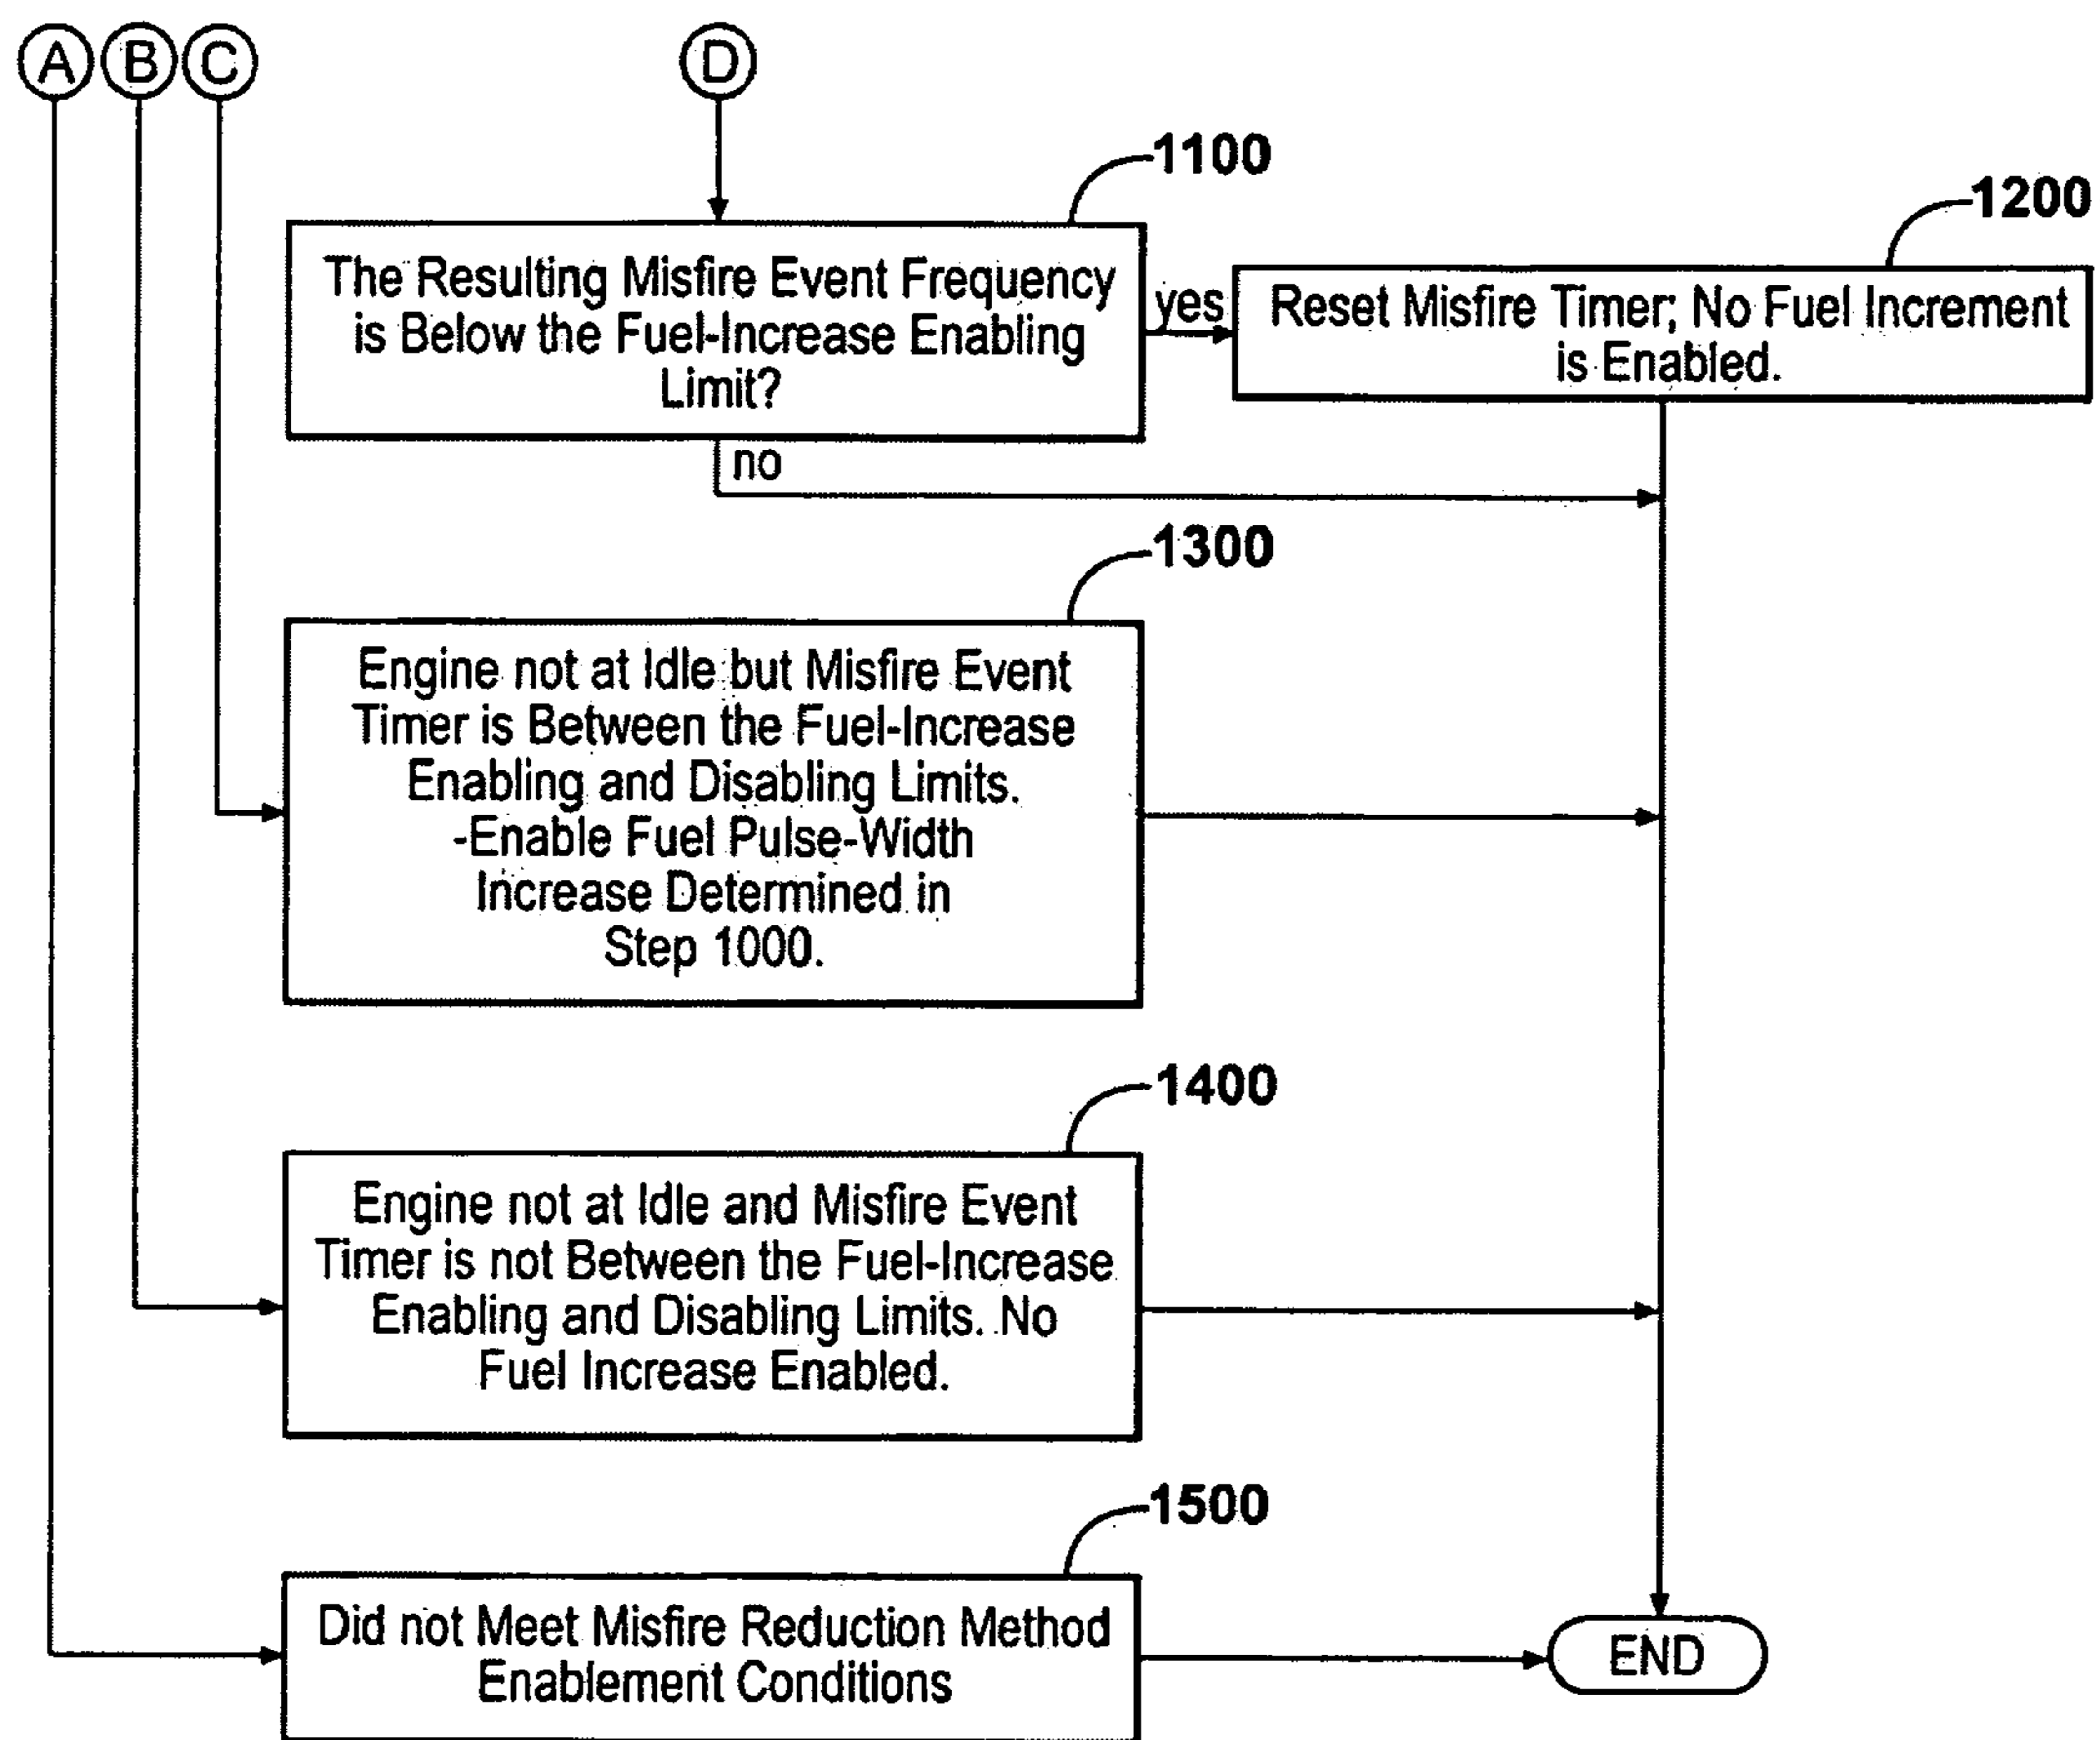 A B C D
1100
1200
The Resulting Misfire Event Frequency
is Below the Fuel-Increase Enabling
Limit?
yes
Reset Misfire Timer; No Fuel Increment
is Enabled.
no
1300
Engine not at Idle but Misfire Event
Timer is Between the Fuel-Increase
Enabling and Disabling Limits.
-Enable Fuel Pulse-Width
Increase Determined in
Step 1000.
1400
Engine not at Idle and Misfire Event
Timer is not Between the Fuel-Increase
Enabling and Disabling Limits. No
Fuel Increase Enabled.
1500
Did not Meet Misfire Reduction Method
Enablement Conditions
END